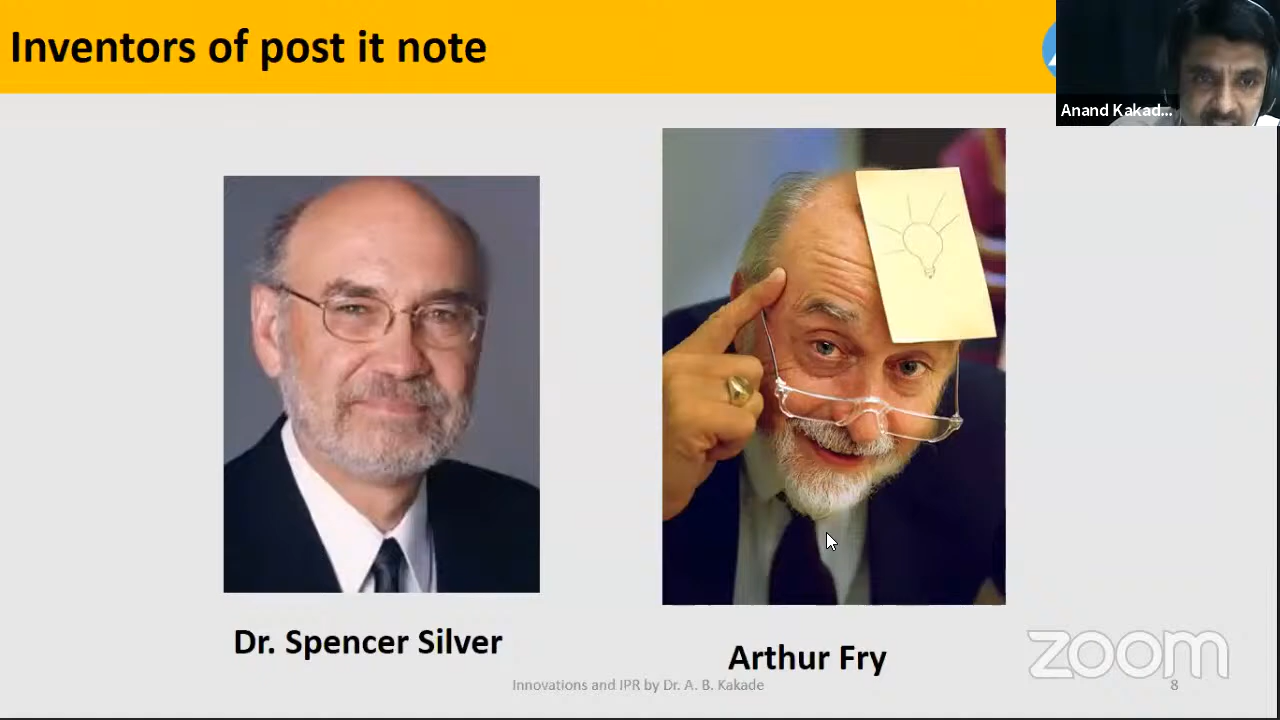 Inventors of post it note
Anand Kakad...
Dr. Spencer Silver
Arthur Fry
Innovations and IPR by Dr. A. B. Kakade
8
zoom